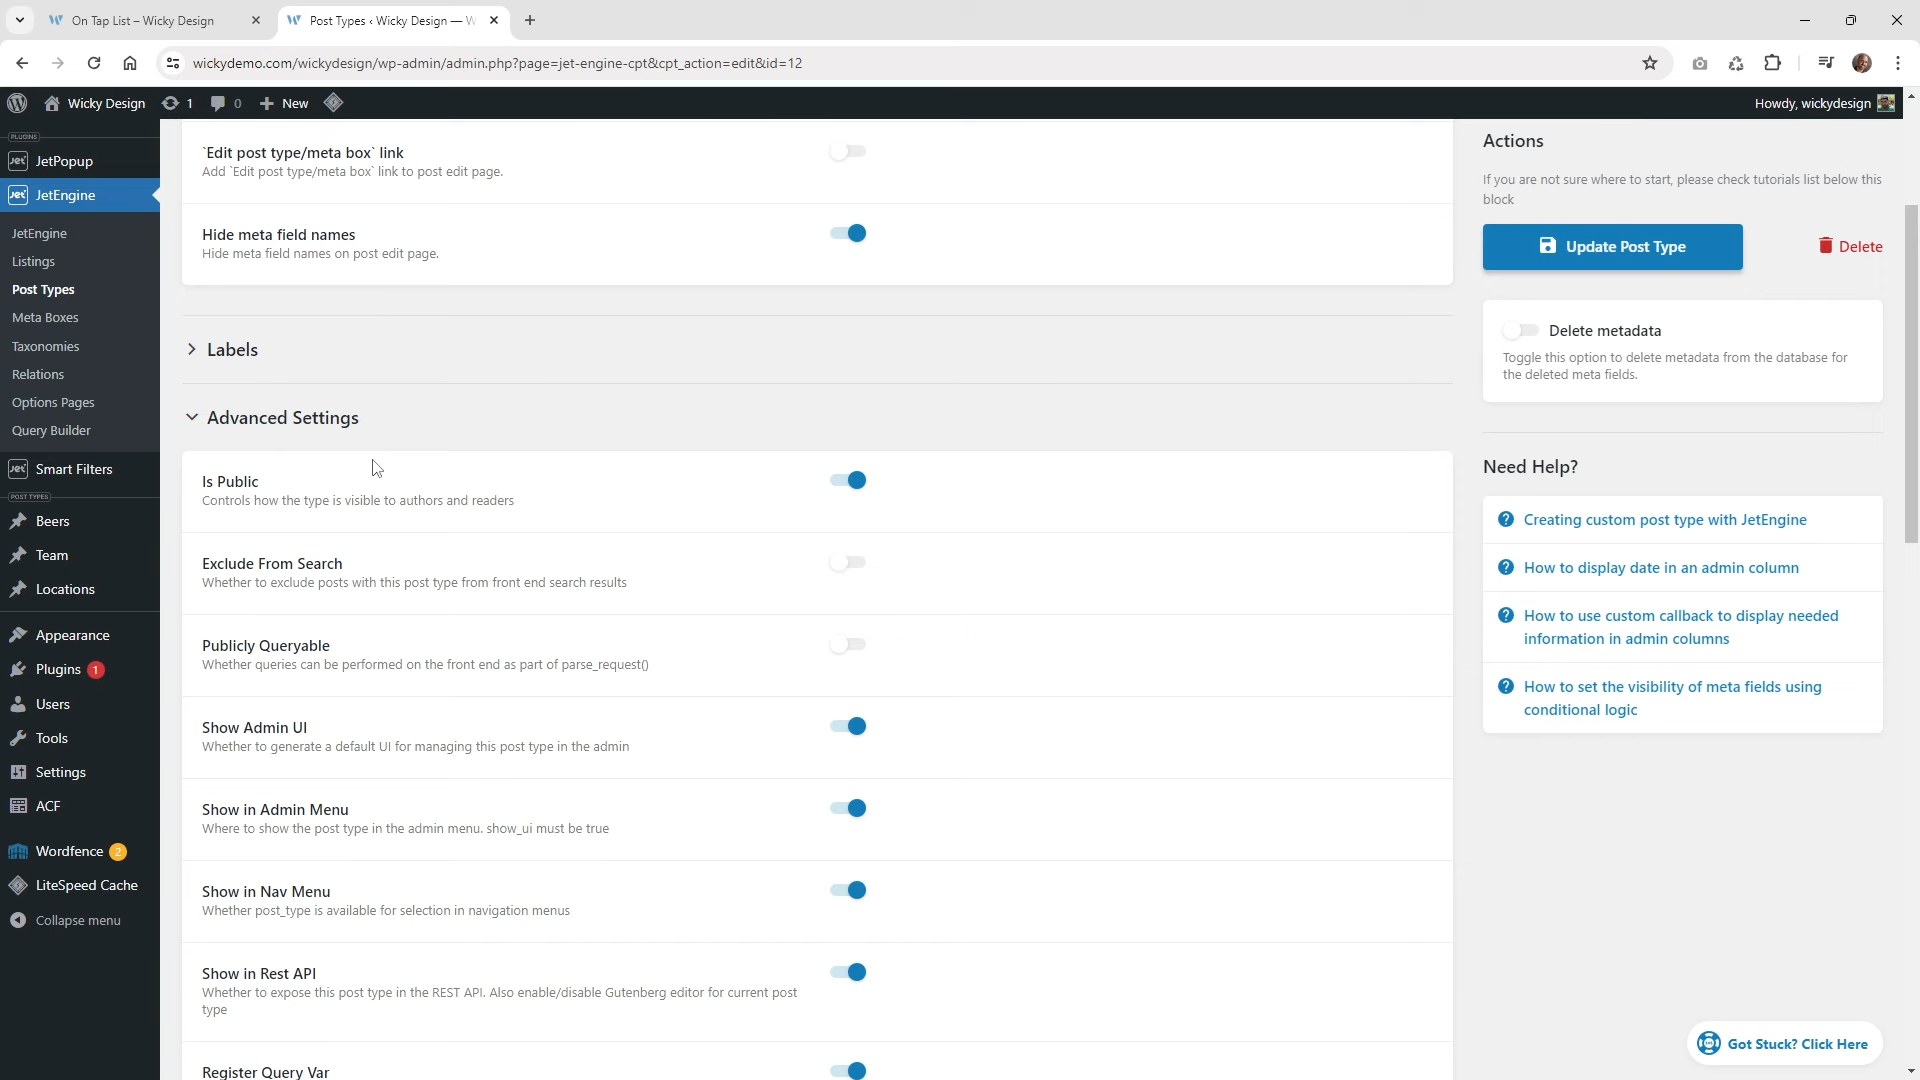 On Tap List – Wicky Design
Post Types ‹ Wicky Design — W
wickydemo.com/wickydesign/wp-admin/admin.php?page=jet-engine-cpt&cpt_action=edit&id=12
Wicky Design
1
0
New
Howdy, wickydesign
PLUGINS
JetPopup
JetEngine
JetEngine
Listings
Post Types
Meta Boxes
Taxonomies
Relations
Options Pages
Query Builder
Smart Filters
POST TYPES
Beers
Team
Locations
Appearance
Plugins 1
Users
Tools
Settings
ACF
Wordfence 2
LiteSpeed Cache
Collapse menu
`Edit post type/meta box` link
Add `Edit post type/meta box` link to post edit page.
Hide meta field names
Hide meta field names on post edit page.
Labels
Advanced Settings
Is Public
Controls how the type is visible to authors and readers
Exclude From Search
Whether to exclude posts with this post type from front end search results
Publicly Queryable
Whether queries can be performed on the front end as part of parse_request()
Show Admin UI
Whether to generate a default UI for managing this post type in the admin
Show in Admin Menu
Where to show the post type in the admin menu. show_ui must be true
Show in Nav Menu
Whether post_type is available for selection in navigation menus
Show in Rest API
Whether to expose this post type in the REST API. Also enable/disable Gutenberg editor for current post
type
Register Query Var
Actions
If you are not sure where to start, please check tutorials list below this
block
Update Post Type
Delete
Delete metadata
Toggle this option to delete metadata from the database for
the deleted meta fields.
Need Help?
Creating custom post type with JetEngine
How to display date in an admin column
How to use custom callback to display needed
information in admin columns
How to set the visibility of meta fields using
conditional logic
Got Stuck? Click Here